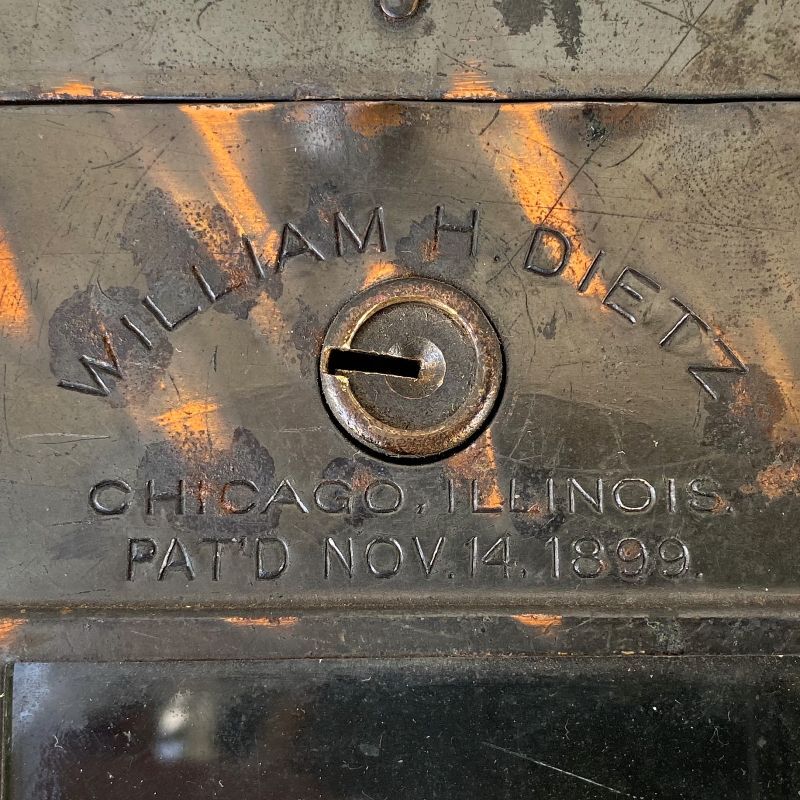 WILLIAM H. DIETZ
CHICAGO, ILLINOIS.
PAT'D NOV. 14, 1899.